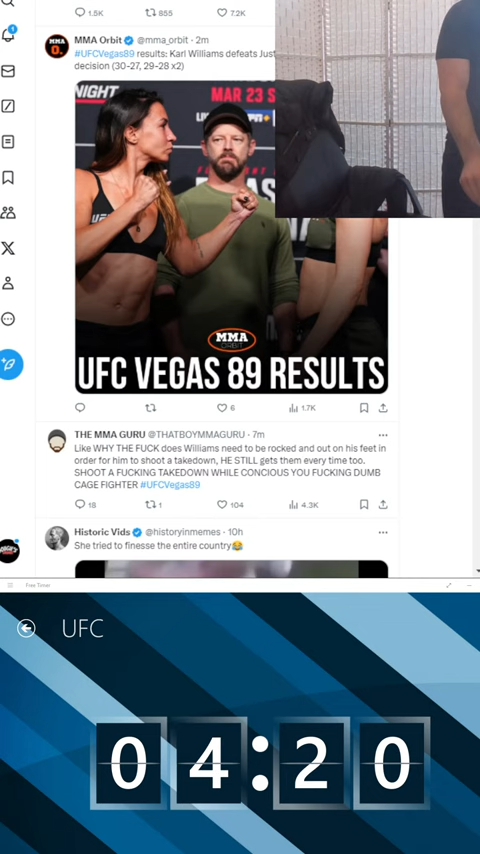 1.5K 855 7.2K
MMA Orbit @mma_orbit · 2m
#UFCVegas89 results: Karl Williams defeats Just
decision (30-27, 29-28 x2)
NIGHT MAR 23
MMA
ORBIT
UFC VEGAS 89 RESULTS
6 1.7K
THE MMA GURU @THATBOYMMAGURU · 7m
Like WHY THE FUCK does Williams need to be rocked and out on his feet in
order for him to shoot a takedown, HE STILL gets them every time too.
SHOOT A FUCKING TAKEDOWN WHILE CONCIOUS YOU FUCKING DUMB
CAGE FIGHTER #UFCVegas89
18 1 104 4.3K
Historic Vids @historyinmemes · 10h
She tried to finesse the entire country😂
Free Timer
UFC
04:20